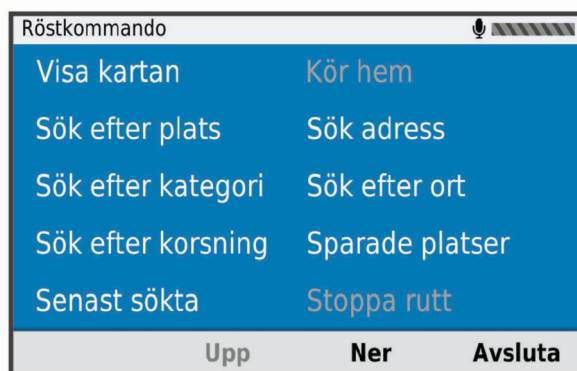 Röstkommando
Visa kartan Kör hem
Sök efter plats Sök adress
Sök efter kategori Sök efter ort
Sök efter korsning Sparade platser
Senast sökta Stoppa rutt
Upp Ner Avsluta